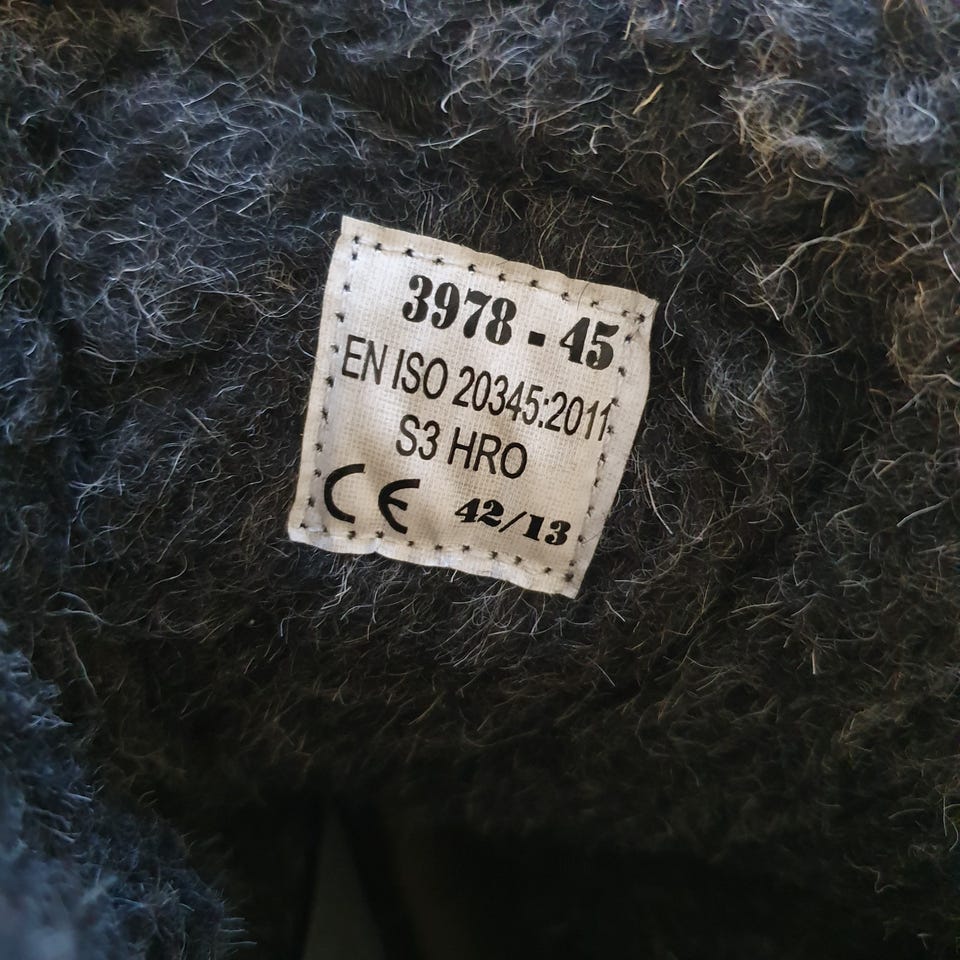 3978 - 45
EN ISO 20345:2011
S3 HRO
CE 42/13